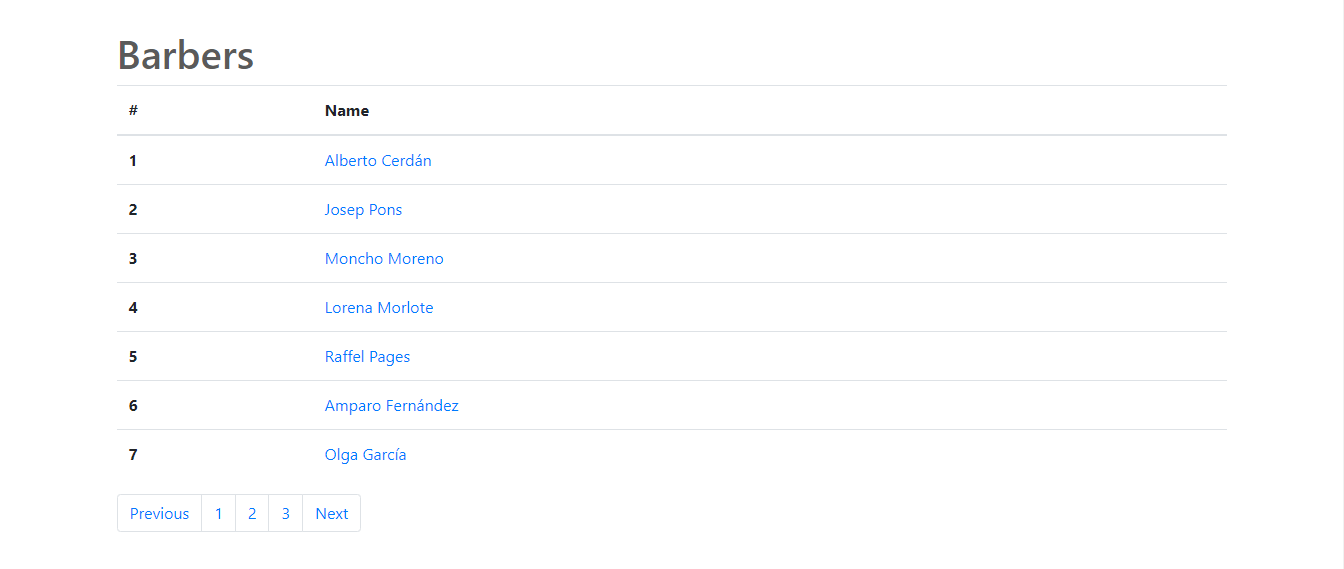 Barbers
# Name
1 Alberto Cerdán
2 Josep Pons
3 Moncho Moreno
4 Lorena Morlote
5 Raffel Pages
6 Amparo Fernández
7 Olga García
Previous 1 2 3 Next